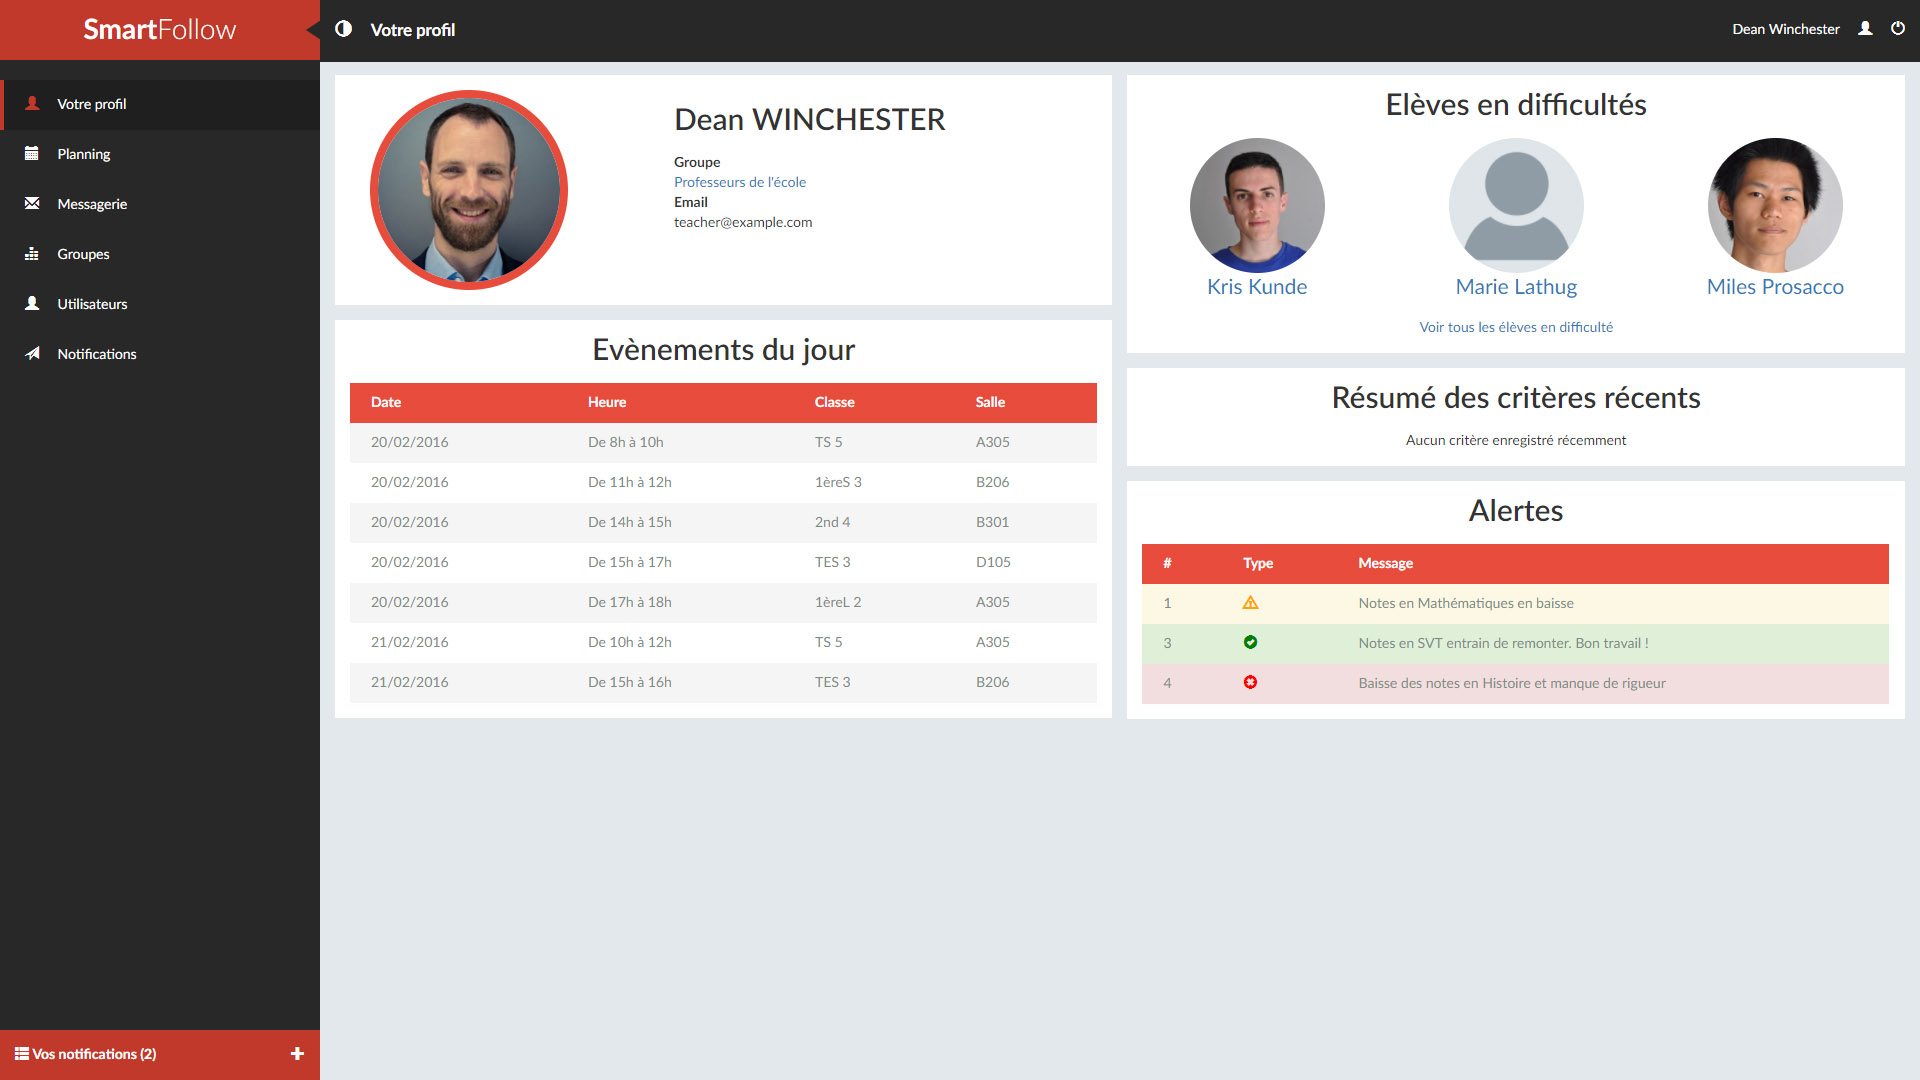 SmartFollow
Votre profil
Dean Winchester
Votre profil
Planning
Messagerie
Groupes
Utilisateurs
Notifications
Vos notifications (2)
Dean WINCHESTER
Groupe
Professeurs de l'école
Email
teacher@example.com
Evènements du jour
Date Heure Classe Salle
20/02/2016 De 8h à 10h TS 5 A305
20/02/2016 De 11h à 12h 1èreS 3 B206
20/02/2016 De 14h à 15h 2nd 4 B301
20/02/2016 De 15h à 17h TES 3 D105
20/02/2016 De 17h à 18h 1èreL 2 A305
21/02/2016 De 10h à 12h TS 5 A305
21/02/2016 De 15h à 16h TES 3 B206
Elèves en difficultés
Kris Kunde Marie Lathug Miles Prosacco
Voir tous les élèves en difficulté
Résumé des critères récents
Aucun critère enregistré récemment
Alertes
# Type Message
1 Notes en Mathématiques en baisse
3 Notes en SVT entrain de remonter. Bon travail !
4 Baisse des notes en Histoire et manque de rigueur